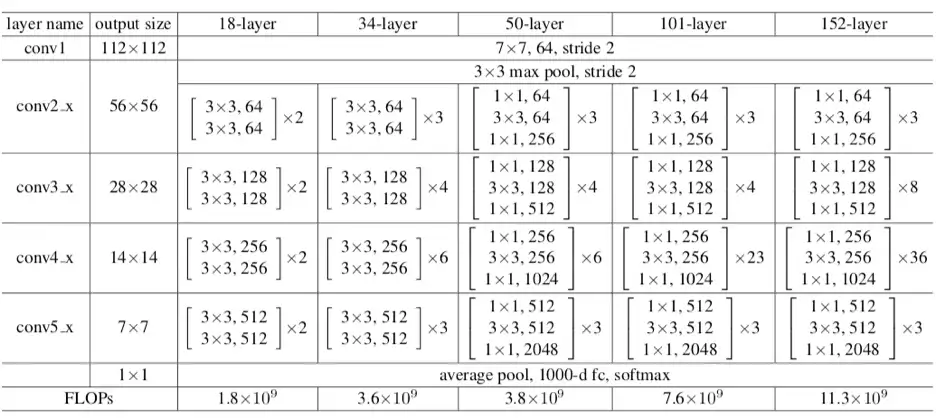 layer name output size 18-layer 34-layer 50-layer 101-layer 152-layer
conv1 112×112 7×7, 64, stride 2
3×3 max pool, stride 2
conv2_x 56×56 [3×3, 64 3×3, 64]×2 [3×3, 64 3×3, 64]×3 [1×1, 64 3×3, 64 1×1, 256]×3 [1×1, 64 3×3, 64 1×1, 256]×3 [1×1, 64 3×3, 64 1×1, 256]×3
conv3_x 28×28 [3×3, 128 3×3, 128]×2 [3×3, 128 3×3, 128]×4 [1×1, 128 3×3, 128 1×1, 512]×4 [1×1, 128 3×3, 128 1×1, 512]×4 [1×1, 128 3×3, 128 1×1, 512]×8
conv4_x 14×14 [3×3, 256 3×3, 256]×2 [3×3, 256 3×3, 256]×6 [1×1, 256 3×3, 256 1×1, 1024]×6 [1×1, 256 3×3, 256 1×1, 1024]×23 [1×1, 256 3×3, 256 1×1, 1024]×36
conv5_x 7×7 [3×3, 512 3×3, 512]×2 [3×3, 512 3×3, 512]×3 [1×1, 512 3×3, 512 1×1, 2048]×3 [1×1, 512 3×3, 512 1×1, 2048]×3 [1×1, 512 3×3, 512 1×1, 2048]×3
1×1 average pool, 1000-d fc, softmax
FLOPs 1.8×10⁹ 3.6×10⁹ 3.8×10⁹ 7.6×10⁹ 11.3×10⁹